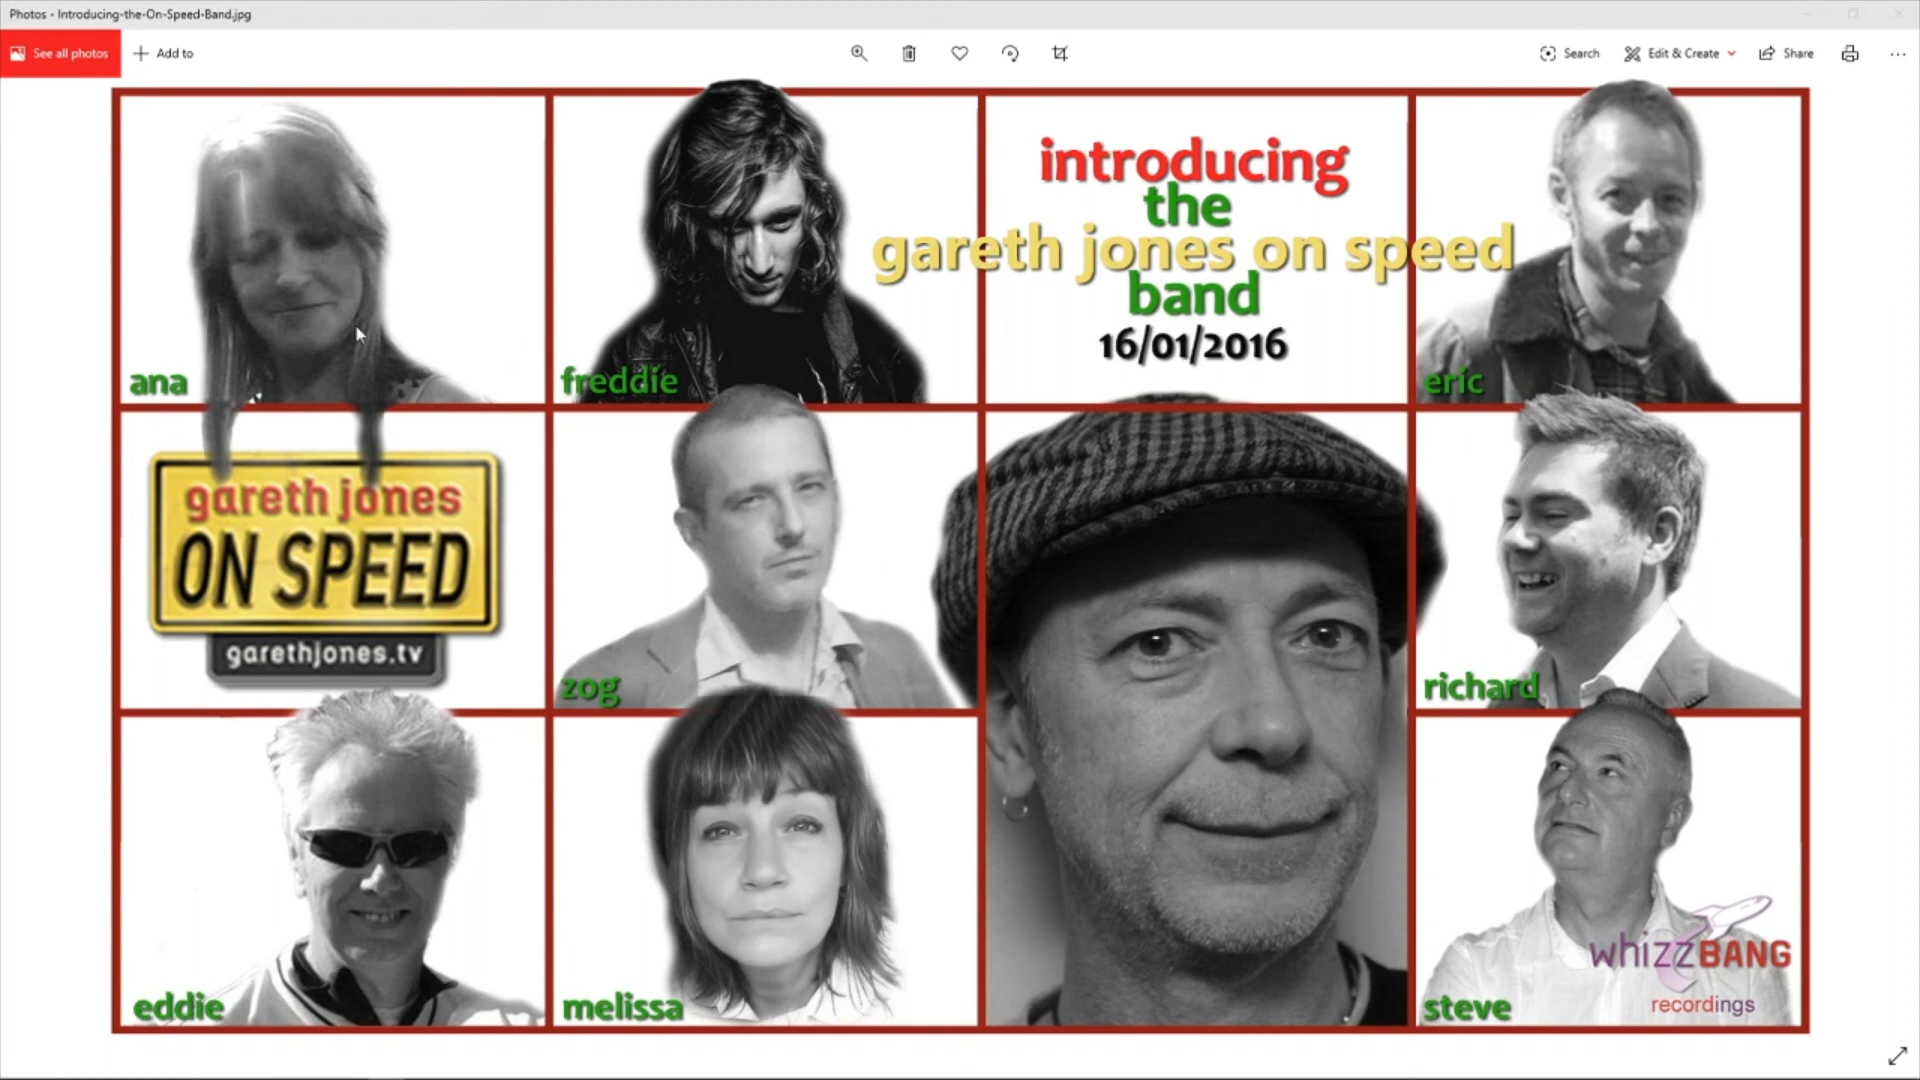 Photos - Introducing-the-On-Speed-Band.jpg
See all photos
Add to
Search
Edit & Create
Share
introducing
the
gareth jones on speed
band
16/01/2016
ana
freddie
eric
gareth jones
ON SPEED
garethjones.tv
zog
richard
eddie
melissa
steve
whizzBANG
recordings